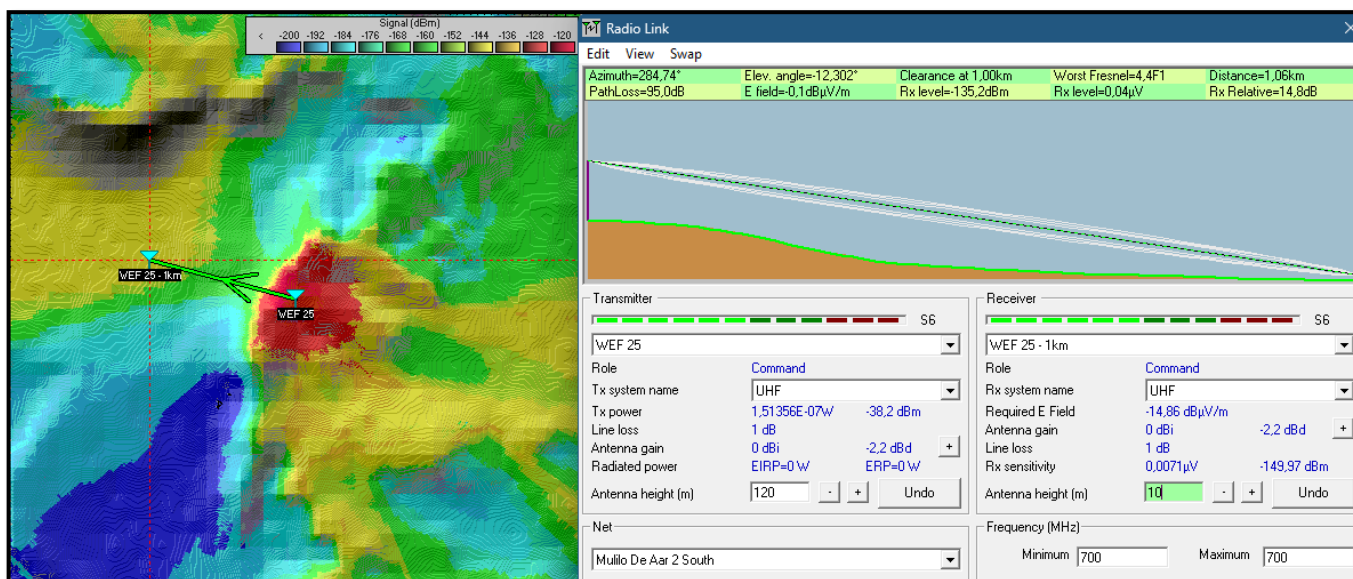 Signal (dBm)
< -200 -192 -184 -176 -168 -160 -152 -144 -136 -128 -120
WEF 25 - 1km
WEF 25
Radio Link
Edit View Swap
Azimuth=284,74° Elev. angle=-12,302° Clearance at 1,00km Worst Fresnel=4,4F1 Distance=1,06km
PathLoss=95,0dB E field=-0,1dBµV/m Rx level=-135,2dBm Rx level=0,04µV Rx Relative=14,8dB
Transmitter
S6
WEF 25
Role Command
Tx system name UHF
Tx power 1,51356E-07W -38,2 dBm
Line loss 1 dB
Antenna gain 0 dBi -2,2 dBd +
Radiated power EIRP=0 W ERP=0 W
Antenna height (m) 120 - + Undo
Net
Mulilo De Aar 2 South
Receiver
S6
WEF 25 - 1km
Role Command
Rx system name UHF
Required E Field -14,86 dBµV/m
Antenna gain 0 dBi -2,2 dBd +
Line loss 1 dB
Rx sensitivity 0,0071µV -149,97 dBm
Antenna height (m) 10 - + Undo
Frequency (MHz)
Minimum 700 Maximum 700